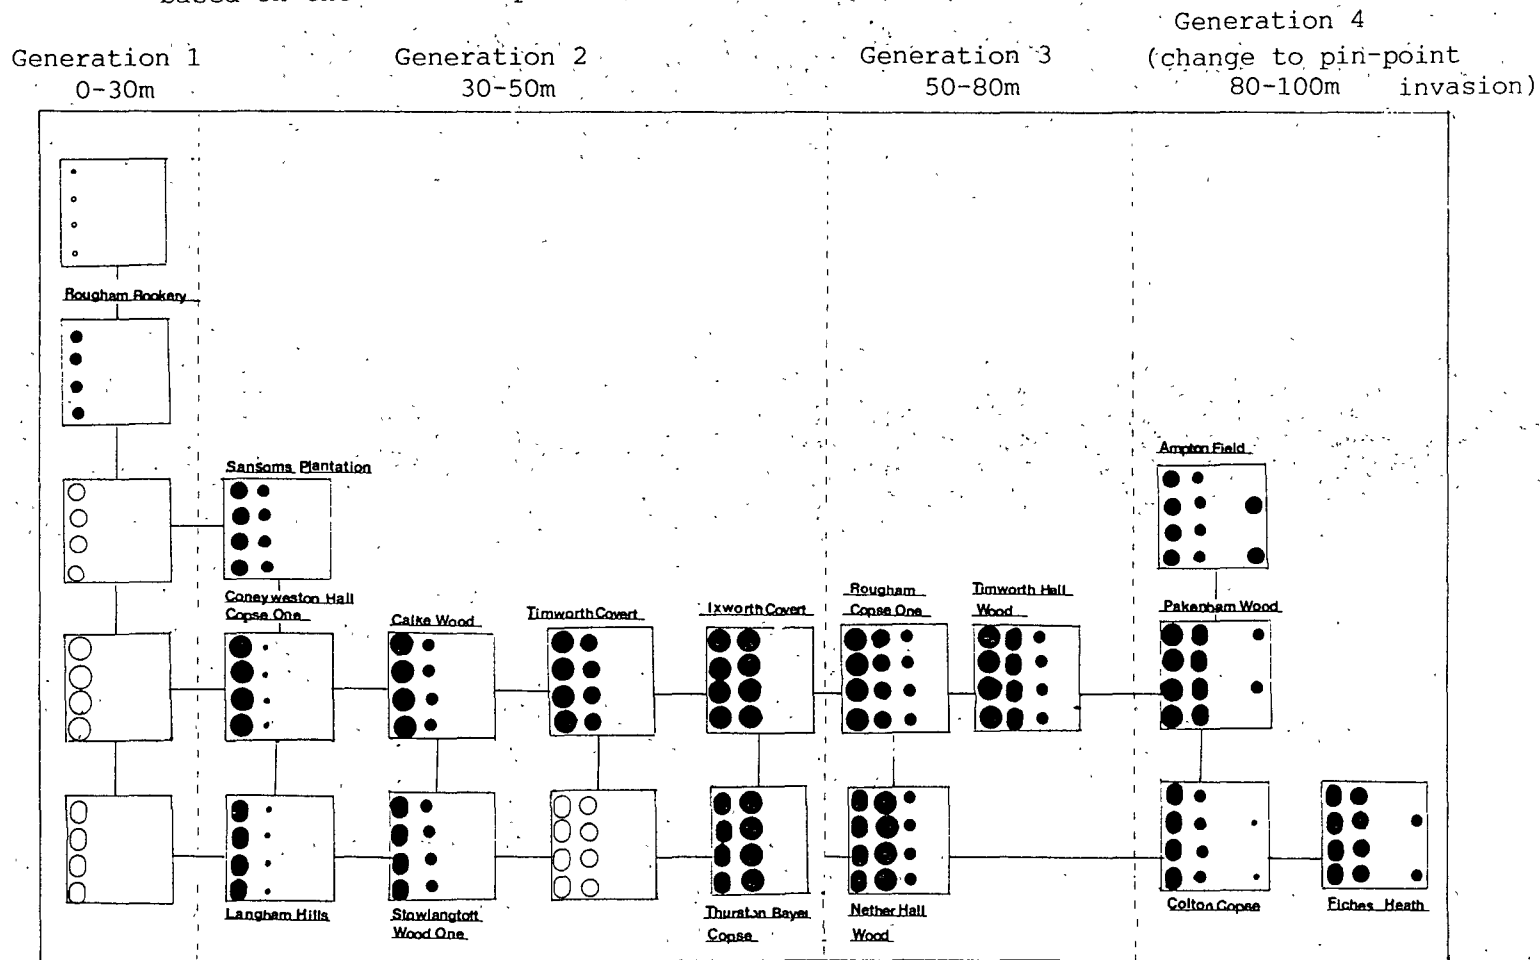 Generation 4
Generation 1
Generation 2
Generation 3
(change to pin-point
0-30m
30-50m
50-80m
80-100m
invasion)
Rougham Rookery
Sansoms Plantation
Ampton Field
Coneyweston Hall
Copse One
Calke Wood
Timworth Covert
Ixworth Covert
Rougham
Copse One
Timworth Hall
Wood
Pakenham Wood
Langham Hills
Stowlangtoft
Wood One
Thurston
Copse
Nether Hall
Wood
Colton Copse
Fiches Heath